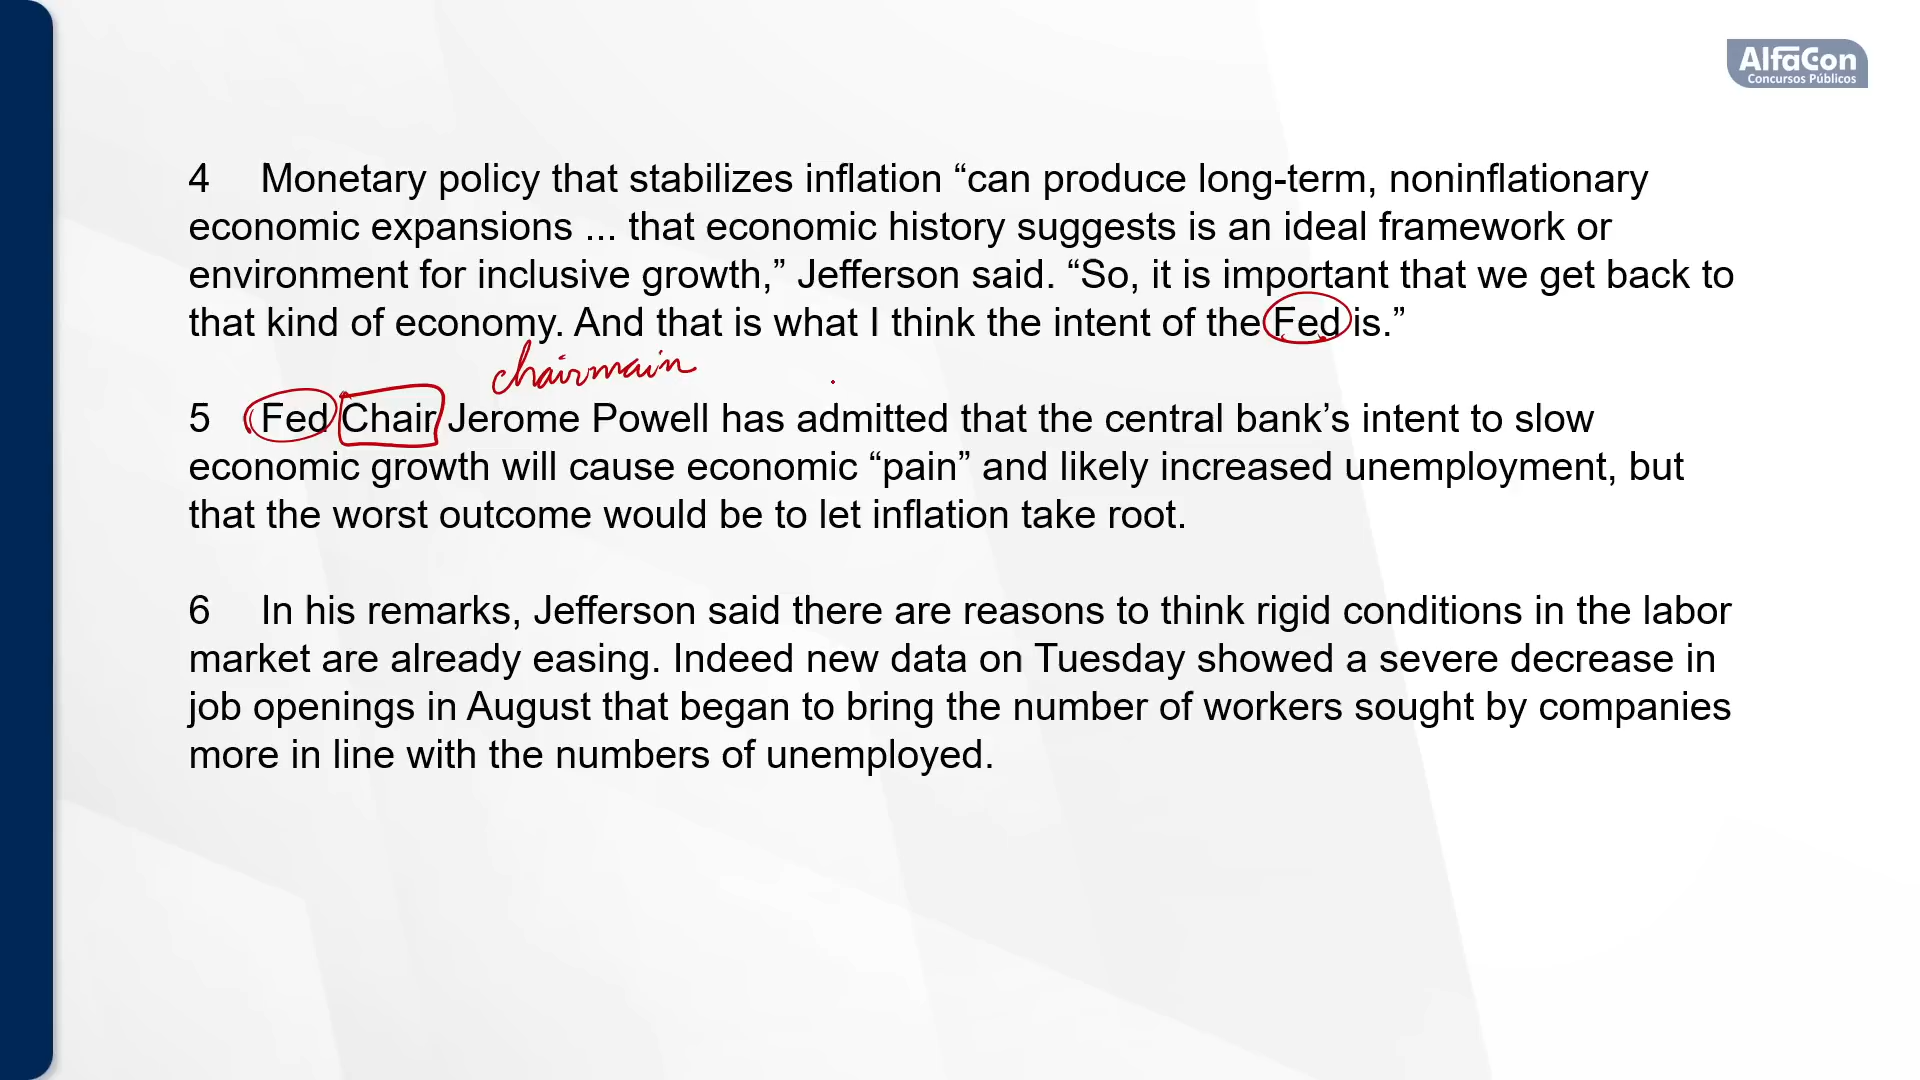 AlfaCon
Concursos Públicos
4 Monetary policy that stabilizes inflation “can produce long-term, noninflationary
economic expansions ... that economic history suggests is an ideal framework or
environment for inclusive growth,” Jefferson said. “So, it is important that we get back to
that kind of economy. And that is what I think the intent of the Fed is.”
chairmain
5 Fed Chair Jerome Powell has admitted that the central bank’s intent to slow
economic growth will cause economic “pain” and likely increased unemployment, but
that the worst outcome would be to let inflation take root.
6 In his remarks, Jefferson said there are reasons to think rigid conditions in the labor
market are already easing. Indeed new data on Tuesday showed a severe decrease in
job openings in August that began to bring the number of workers sought by companies
more in line with the numbers of unemployed.